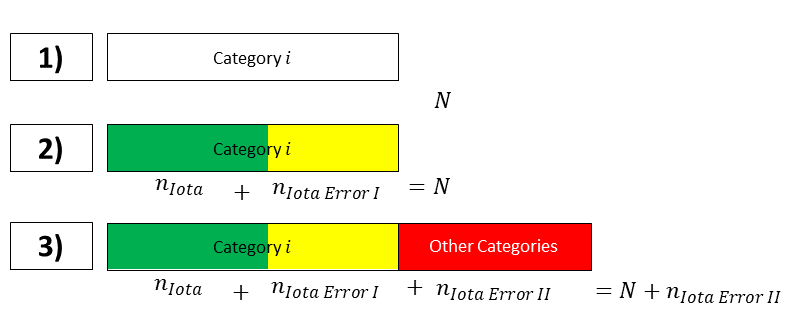 1) Category i
N
2) Category i
n_{Iota} + n_{Iota Error I} = N
3) Category i Other Categories
n_{Iota} + n_{Iota Error I} + n_{Iota Error II} = N + n_{Iota Error II}